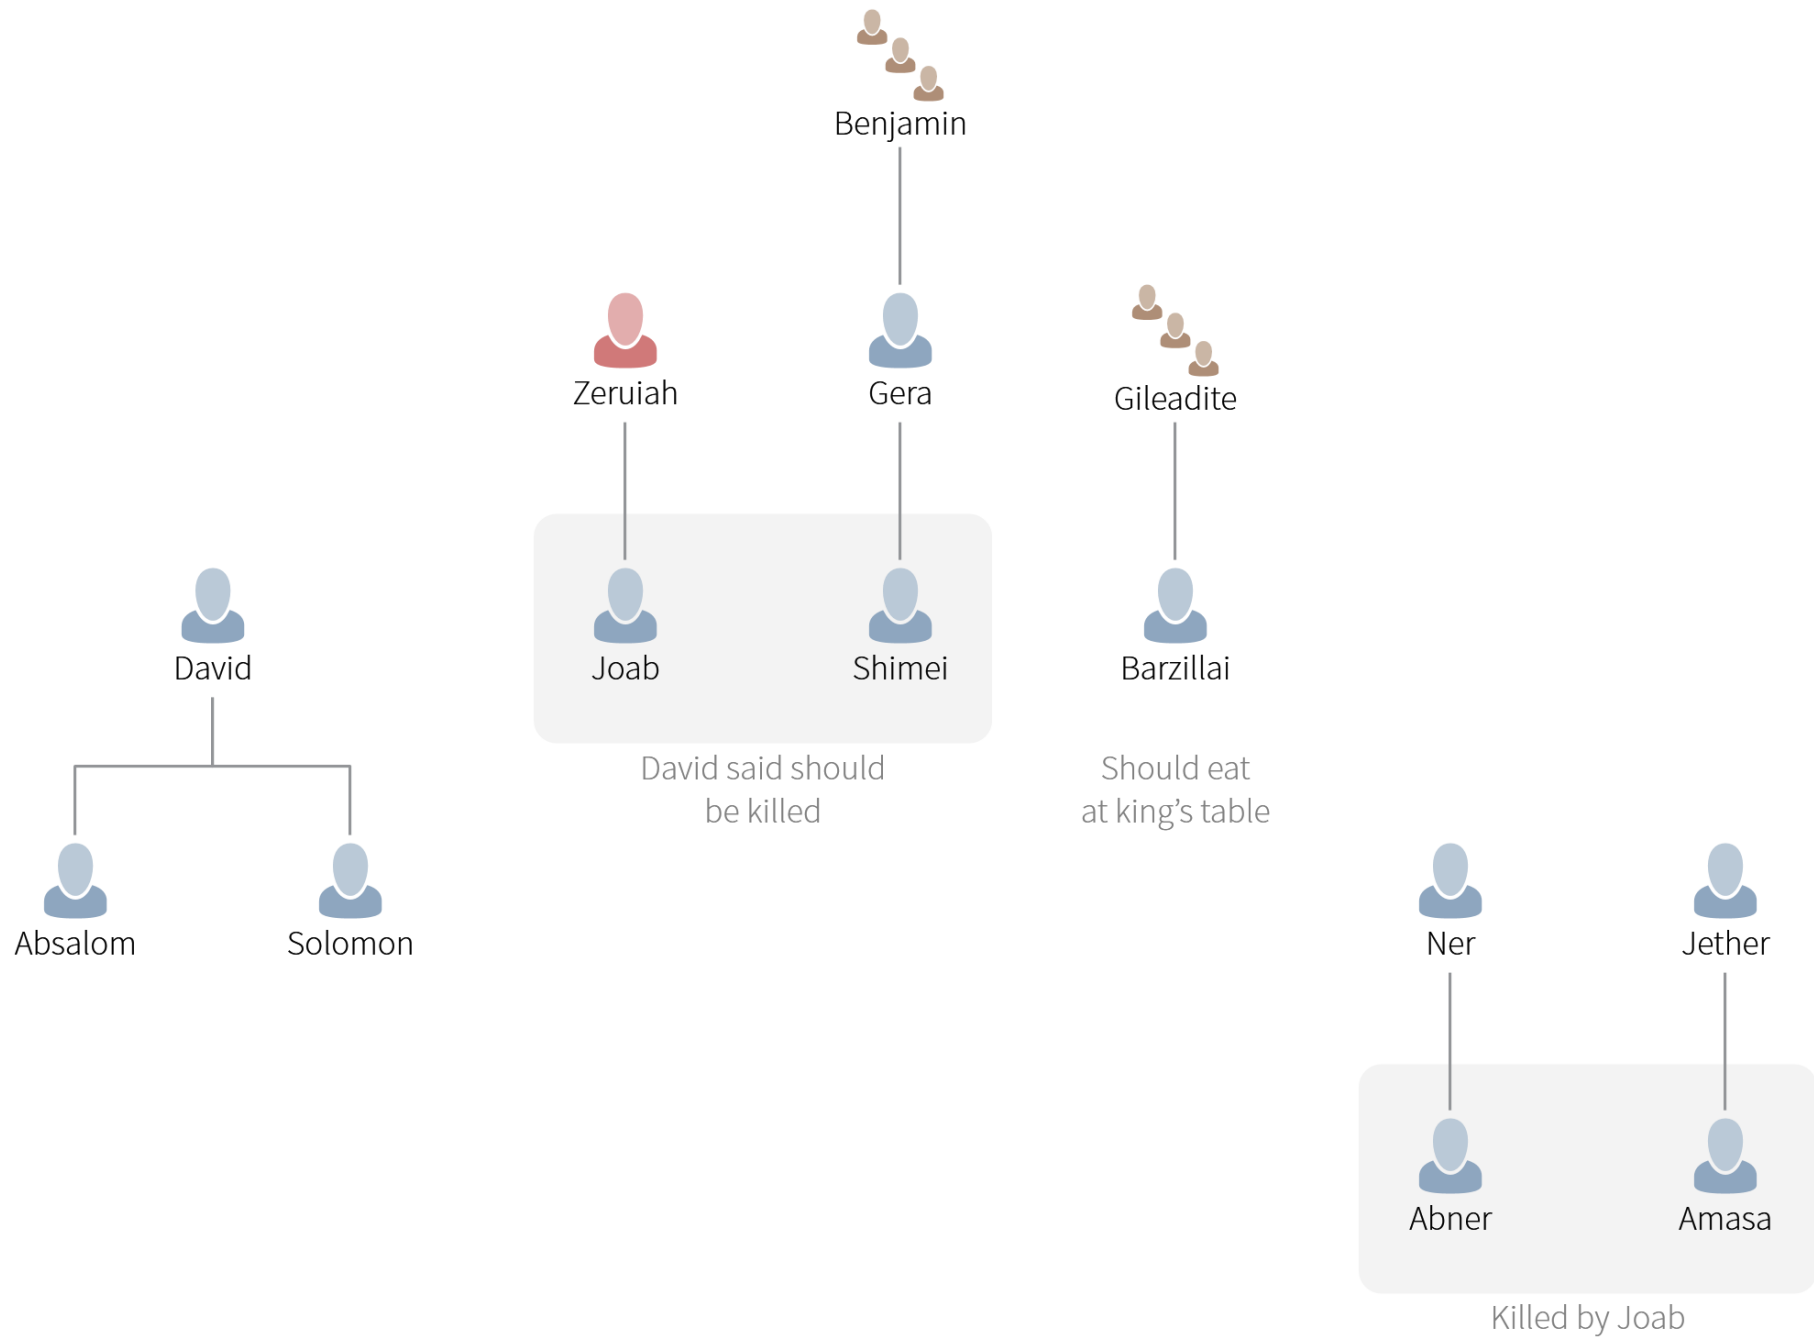 Benjamin
Zeruiah
Gera
Gileadite
David
Joab
Shimei
Barzillai
David said should
be killed
Should eat
at king’s table
Absalom
Solomon
Ner
Jether
Abner
Amasa
Killed by Joab